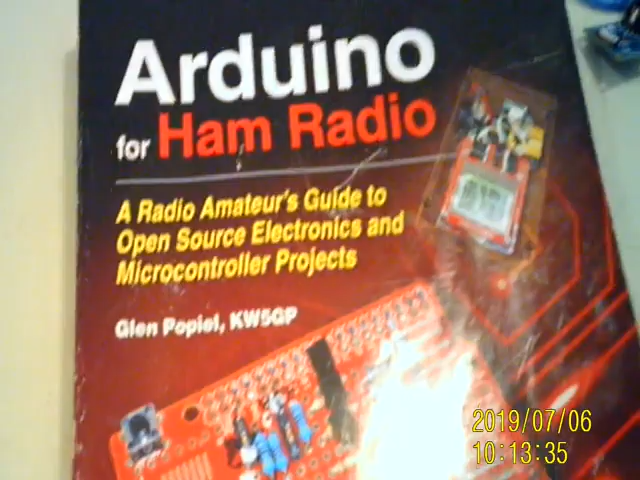 Arduino
for Ham Radio
A Radio Amateur's Guide to
Open Source Electronics and
Microcontroller Projects
Glen Popiel, KW5GP
2019/07/06
10:13:35